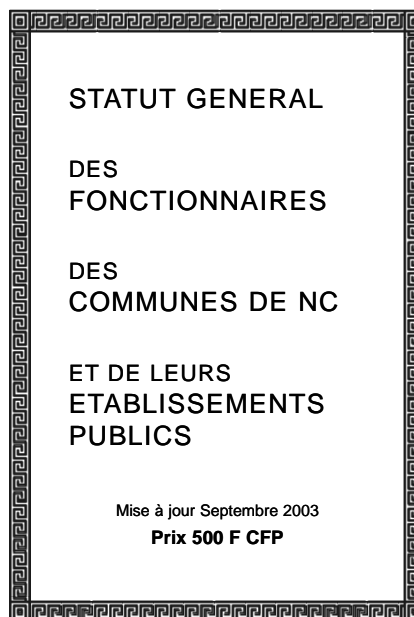 STATUT GENERAL
DES
FONCTIONNAIRES
DES
COMMUNES DE NC
ET DE LEURS
ETABLISSEMENTS
PUBLICS
Mise à jour Septembre 2003
Prix 500 F CFP